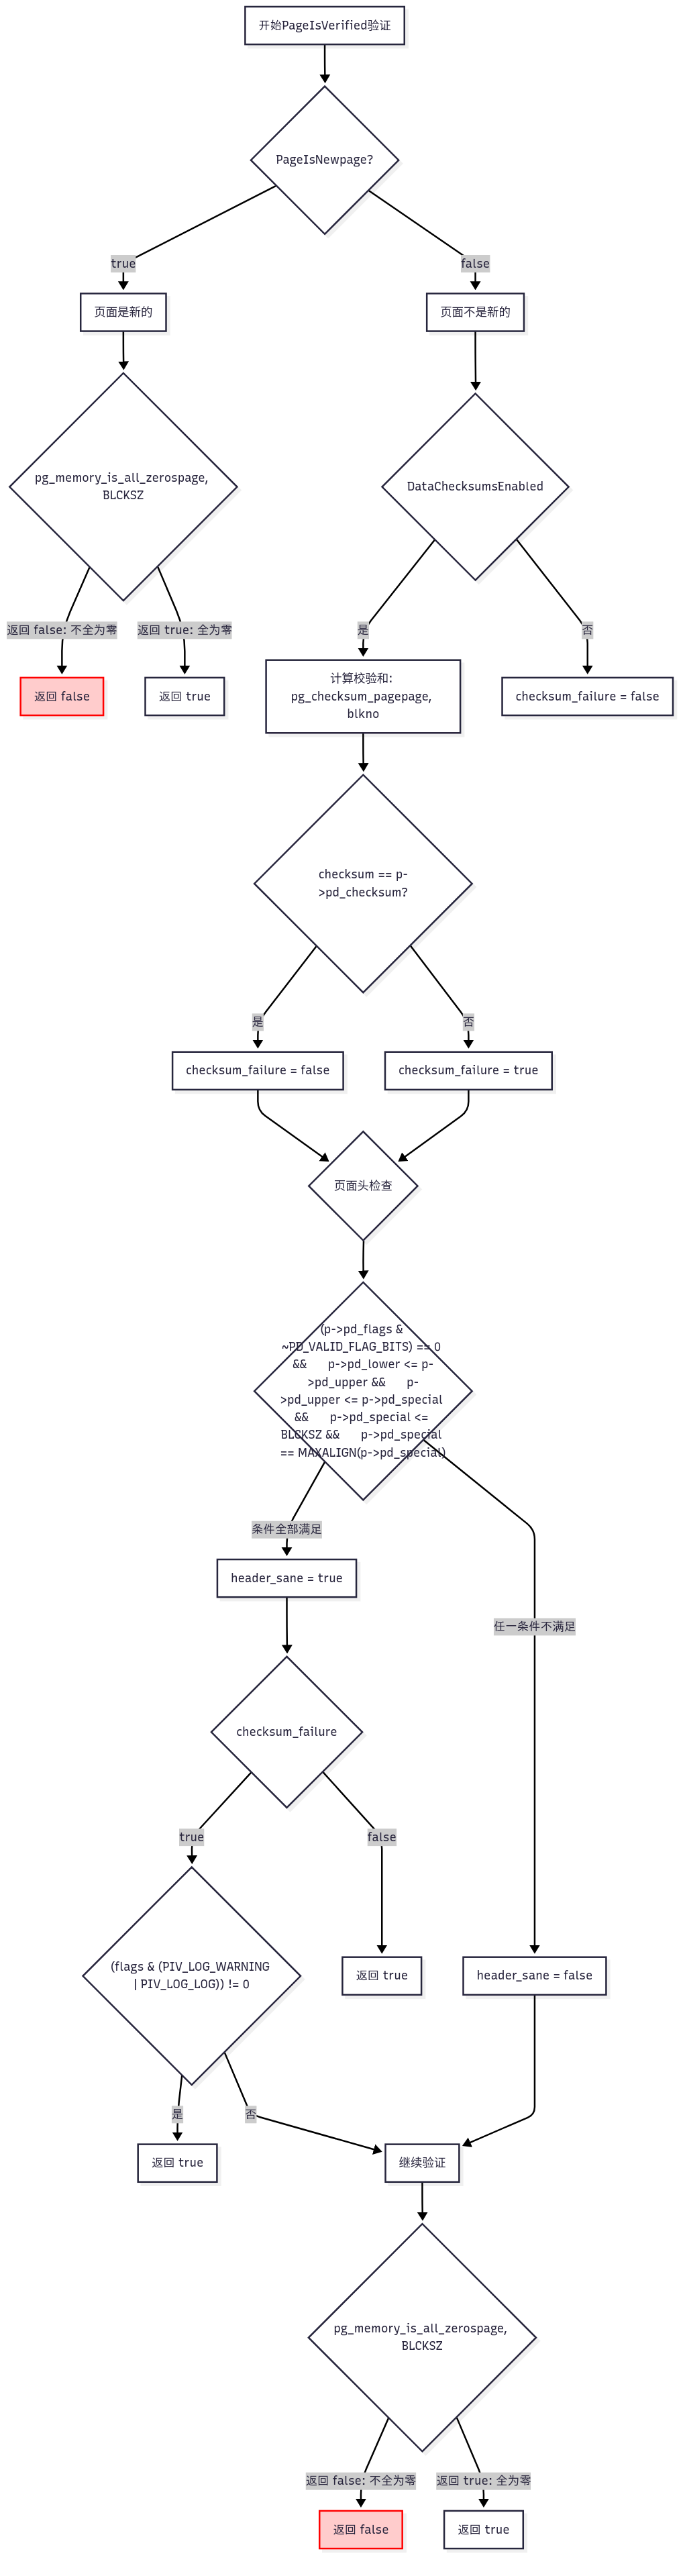 开始PageIsVerified验证
PageIsNewpage?
true
false
页面是新的
页面不是新的
pg_memory_is_all_zerospage,
BLCKSZ
DataChecksumsEnabled
返回 false: 不全为零
返回 true: 全为零
是
否
返回 false
返回 true
计算校验和:
pg_checksum_pagepage,
blkno
checksum_failure = false
checksum == p-
>pd_checksum?
是
否
checksum_failure = false
checksum_failure = true
页面头检查
(p->pd_flags &
~PD_VALID_FLAG_BITS) == 0
&& p->pd_lower <= p-
>pd_upper && p-
>pd_upper <= p->pd_special
&& p->pd_special <=
BLCKSZ && p->pd_special
== MAXALIGN(p->pd_special)
条件全部满足
header_sane = true
任一条件不满足
checksum_failure
true
false
(flags & (PIV_LOG_WARNING
| PIV_LOG_LOG)) != 0
返回 true
header_sane = false
是
否
返回 true
继续验证
pg_memory_is_all_zerospage,
BLCKSZ
返回 false: 不全为零
返回 true: 全为零
返回 false
返回 true